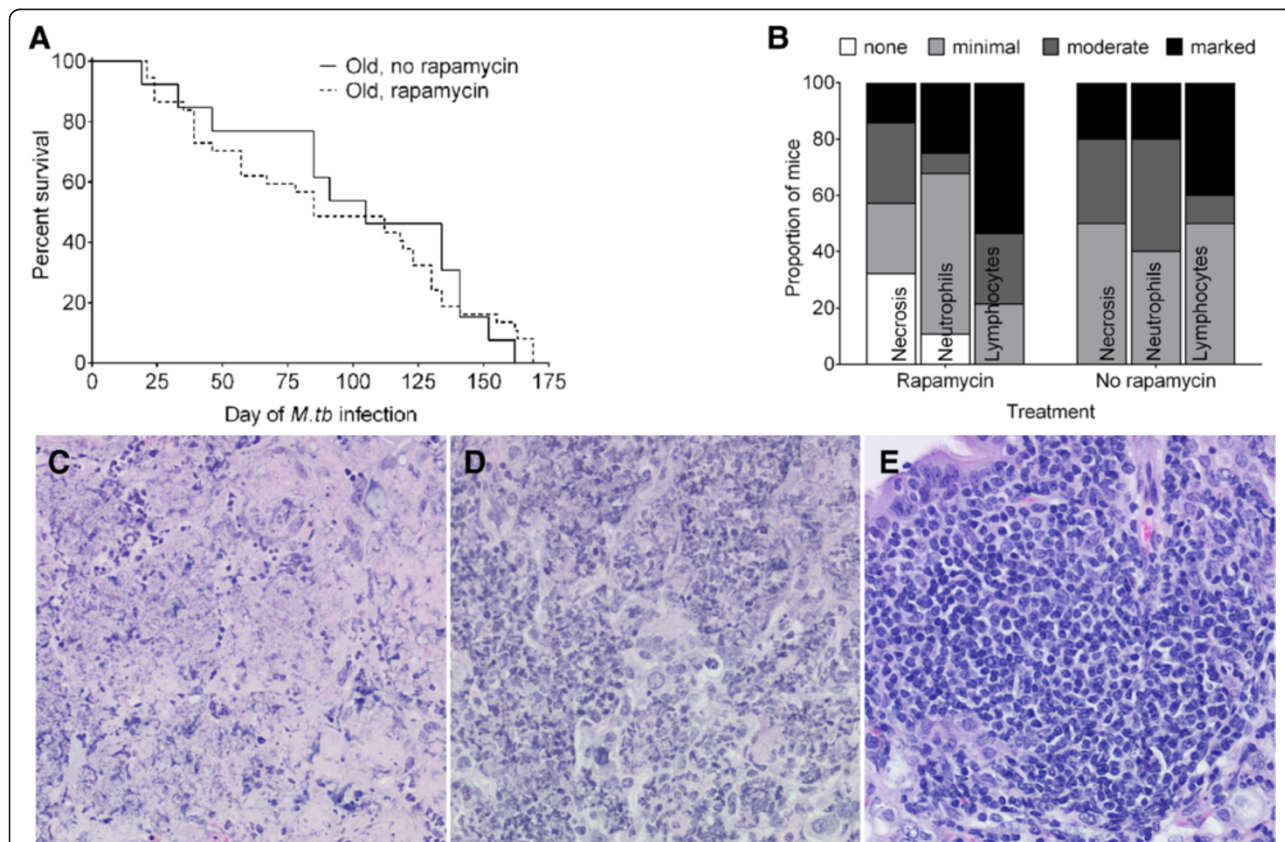 A
100
80
60
40
20
0
Percent survival
Old, no rapamycin
Old, rapamycin
0 25 50 75 100 125 150 175
Day of M.tb infection
B
none minimal moderate marked
100
80
60
40
20
0
Proportion of mice
Necrosis
Neutrophils
Lymphocytes
Necrosis
Neutrophils
Lymphocytes
Rapamycin No rapamycin
Treatment
C
D
E